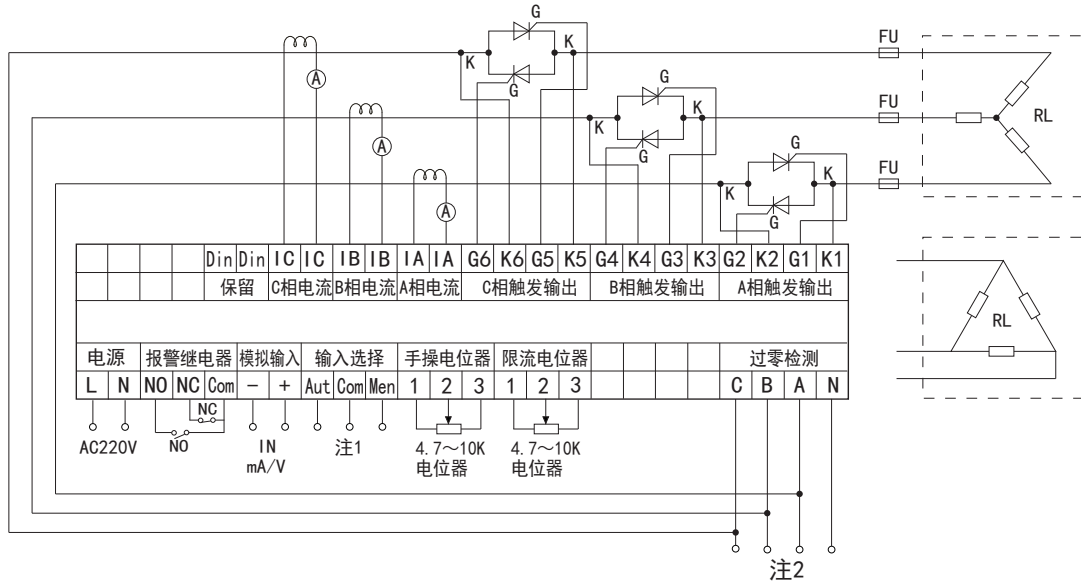 G
K
K
G
FU
G
K
K
G
FU
RL
G
K
K
G
FU
A
A
A
Din Din IC IC IB IB IA IA G6 K6 G5 K5 G4 K4 G3 K3 G2 K2 G1 K1
保留 C相电流 B相电流 A相电流 C相触发输出 B相触发输出 A相触发输出
RL
电源 报警继电器 模拟输入 输入选择 手操电位器 限流电位器 过零检测
L N NO NC Com − + Aut Com Men 1 2 3 1 2 3 C B A N
NC
NO
AC220V
IN
mA/V
注1
4.7～10K
电位器
4.7～10K
电位器
注2